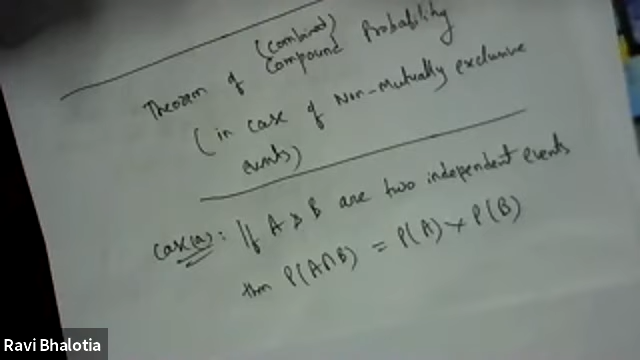 (combined)
Theorem of Compound Probability
(in case of Non-Mutually exclusive
events)
Case(a): If A & B are two independent events
then P(A∩B) = P(A) × P(B)
Ravi Bhalotia